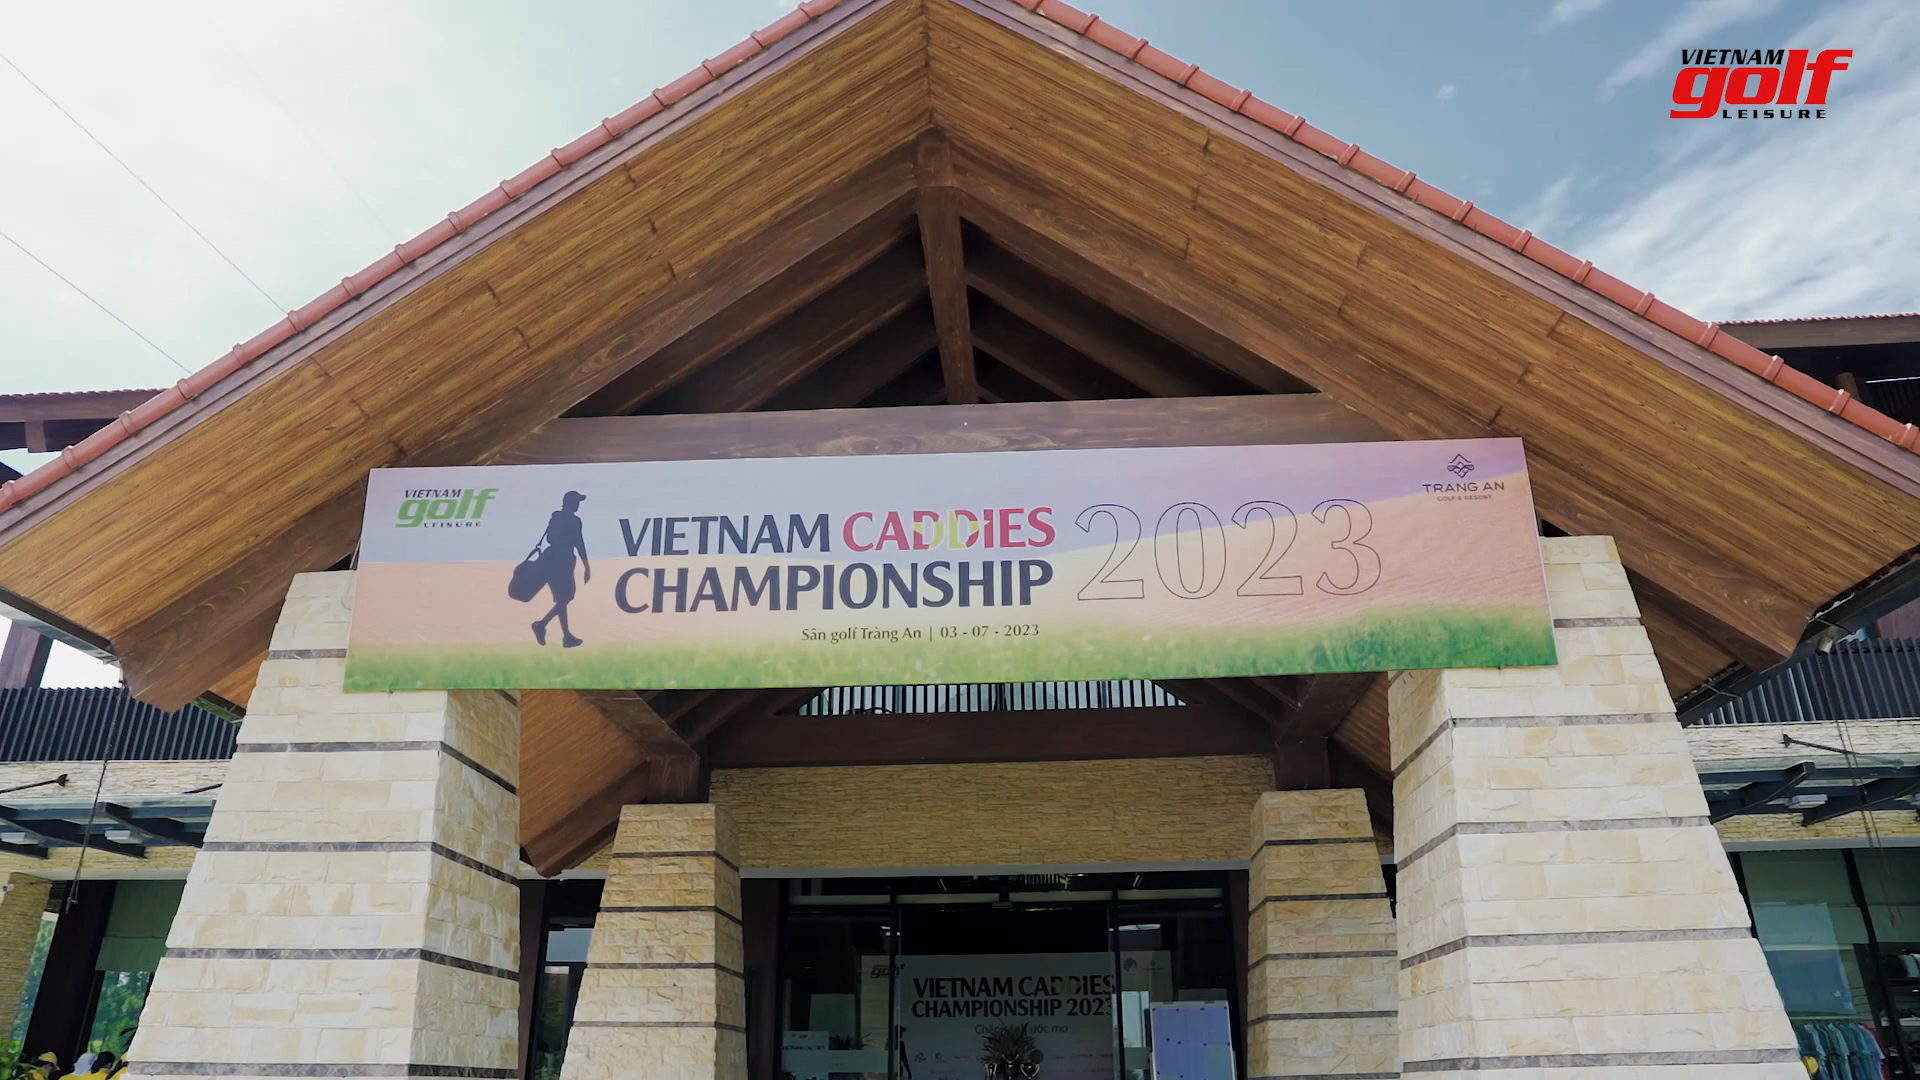 VIETNAM
golf
LEISURE
VIETNAM
golf
LEISURE
TRANG AN
GOLF & RESORT
VIETNAM CADDIES
CHAMPIONSHIP
2023
Sân golf Tràng An | 03 - 07 - 2023
golf
VIETNAM CADDIES
CHAMPIONSHIP 2023